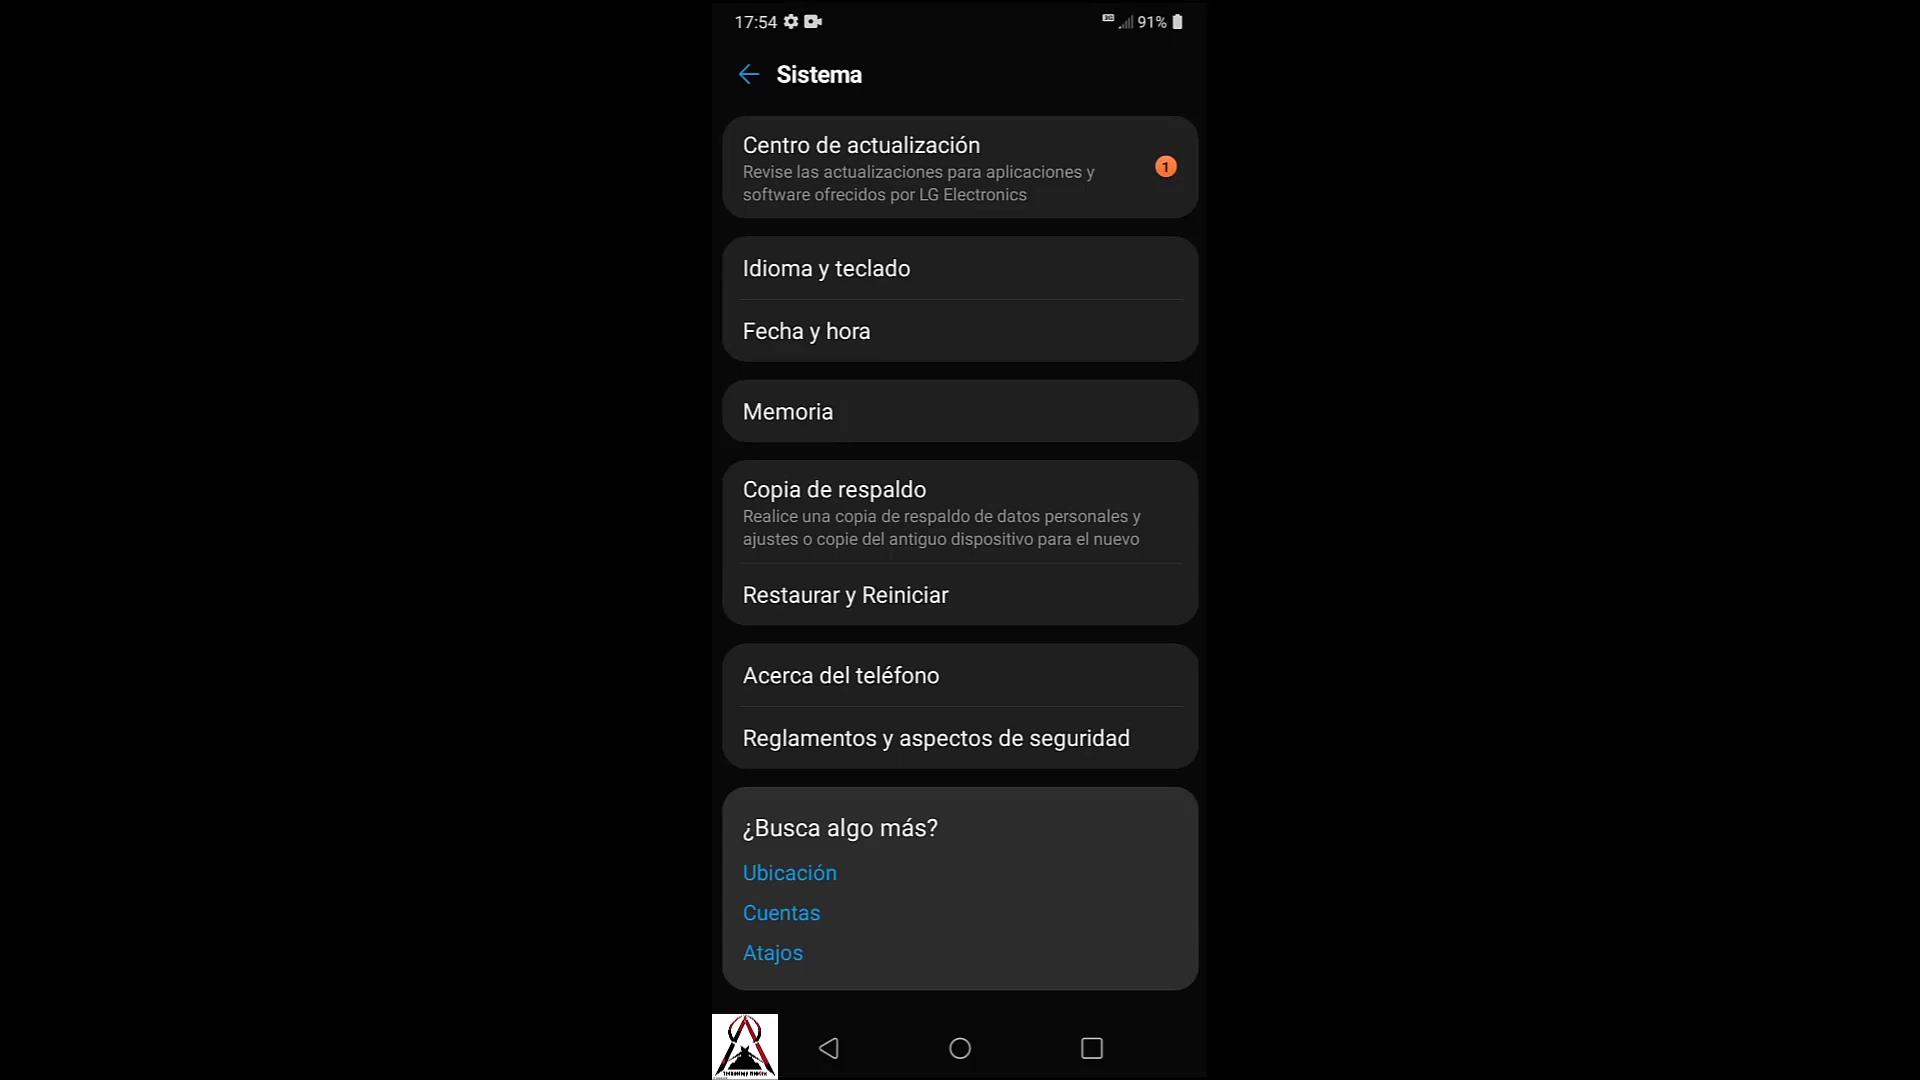 17:54
3G 91%
Sistema
Centro de actualización
Revise las actualizaciones para aplicaciones y
software ofrecidos por LG Electronics
1
Idioma y teclado
Fecha y hora
Memoria
Copia de respaldo
Realice una copia de respaldo de datos personales y
ajustes o copie del antiguo dispositivo para el nuevo
Restaurar y Reiniciar
Acerca del teléfono
Reglamentos y aspectos de seguridad
¿Busca algo más?
Ubicación
Cuentas
Atajos